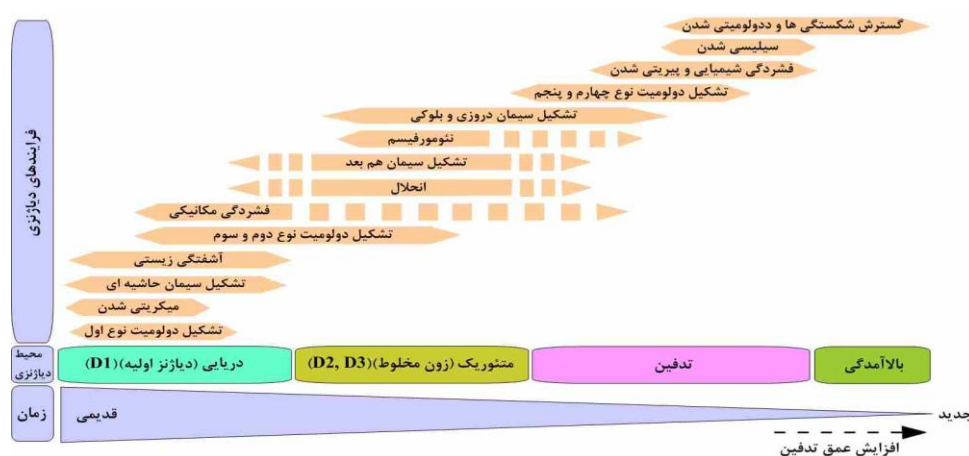 گسترش شکستگی ها و ددولومیتی شدن
سیلیسی شدن
فشردگی شیمیایی و پیریتی شدن
تشکیل دولومیت نوع چهارم و پنجم
تشکیل سیمان دروزی و بلوکی
نئومورفیسم
تشکیل سیمان هم بعد
انحلال
فشردگی مکانیکی
تشکیل دولومیت نوع دوم و سوم
آشفتگی زیستی
تشکیل سیمان حاشیه ای
میکریتی شدن
تشکیل دولومیت نوع اول
فرایندهای دیاژنزی
محیط
دیاژنزی
دریایی (دیاژنز اولیه)(D1)
متئوریک (زون مخلوط)(D2, D3)
تدفین
بالاآمدگی
زمان
قدیمی
جدید
افزایش عمق تدفین